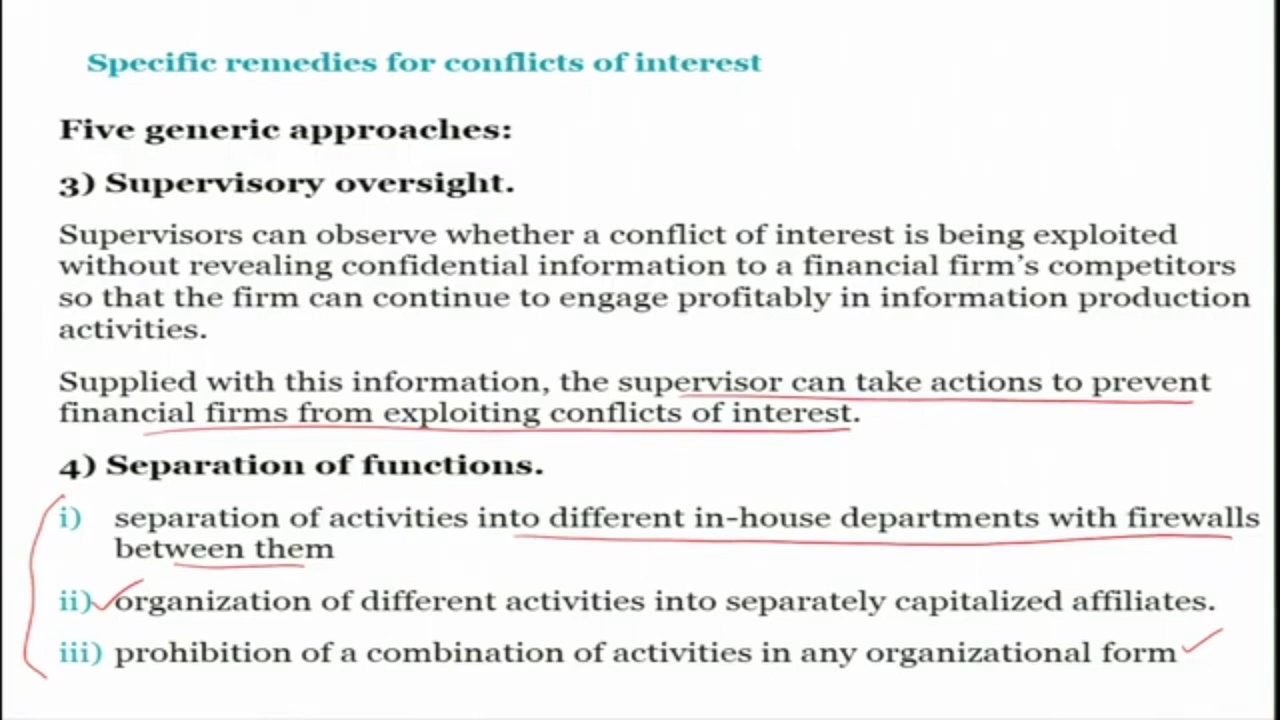 Specific remedies for conflicts of interest
Five generic approaches:
3) Supervisory oversight.
Supervisors can observe whether a conflict of interest is being exploited
without revealing confidential information to a financial firm's competitors
so that the firm can continue to engage profitably in information production
activities.
Supplied with this information, the supervisor can take actions to prevent
financial firms from exploiting conflicts of interest.
4) Separation of functions.
i) separation of activities into different in-house departments with firewalls
between them
ii) organization of different activities into separately capitalized affiliates.
iii) prohibition of a combination of activities in any organizational form